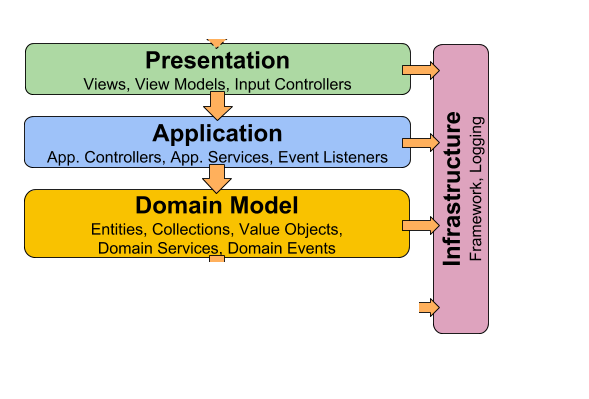 Presentation
Views, View Models, Input Controllers
Application
App. Controllers, App. Services, Event Listeners
Domain Model
Entities, Collections, Value Objects,
Domain Services, Domain Events
Infrastructure
Framework, Logging